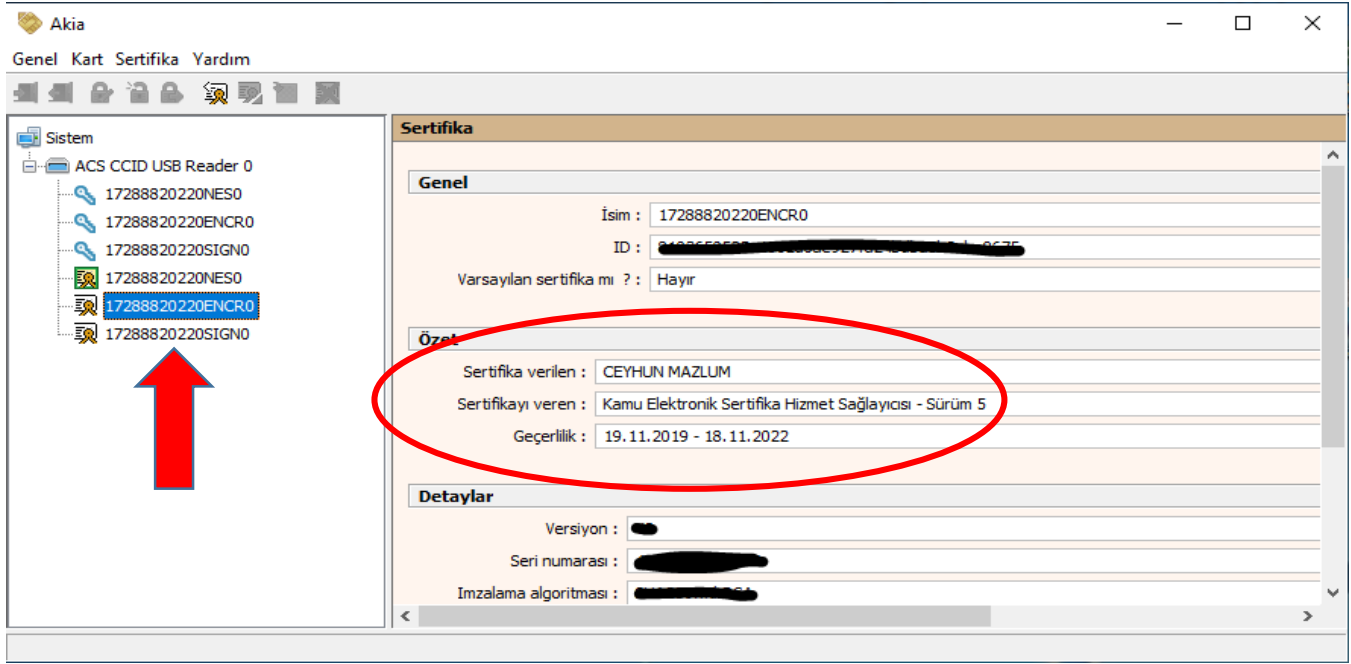 Akia
Genel Kart Sertifika Yardım
Sistem
ACS CCID USB Reader 0
17288820220NES0
17288820220ENCR0
17288820220SIGN0
17288820220NES0
17288820220ENCR0
17288820220SIGN0
Sertifika
Genel
İsim : 17288820220ENCR0
ID :
Varsayılan sertifika mı ? : Hayır
Özet
Sertifika verilen : CEYHUN MAZLUM
Sertifikayı veren : Kamu Elektronik Sertifika Hizmet Sağlayıcısı - Sürüm 5
Geçerlilik : 19.11.2019 - 18.11.2022
Detaylar
Versiyon :
Seri numarası :
Imzalama algoritması :